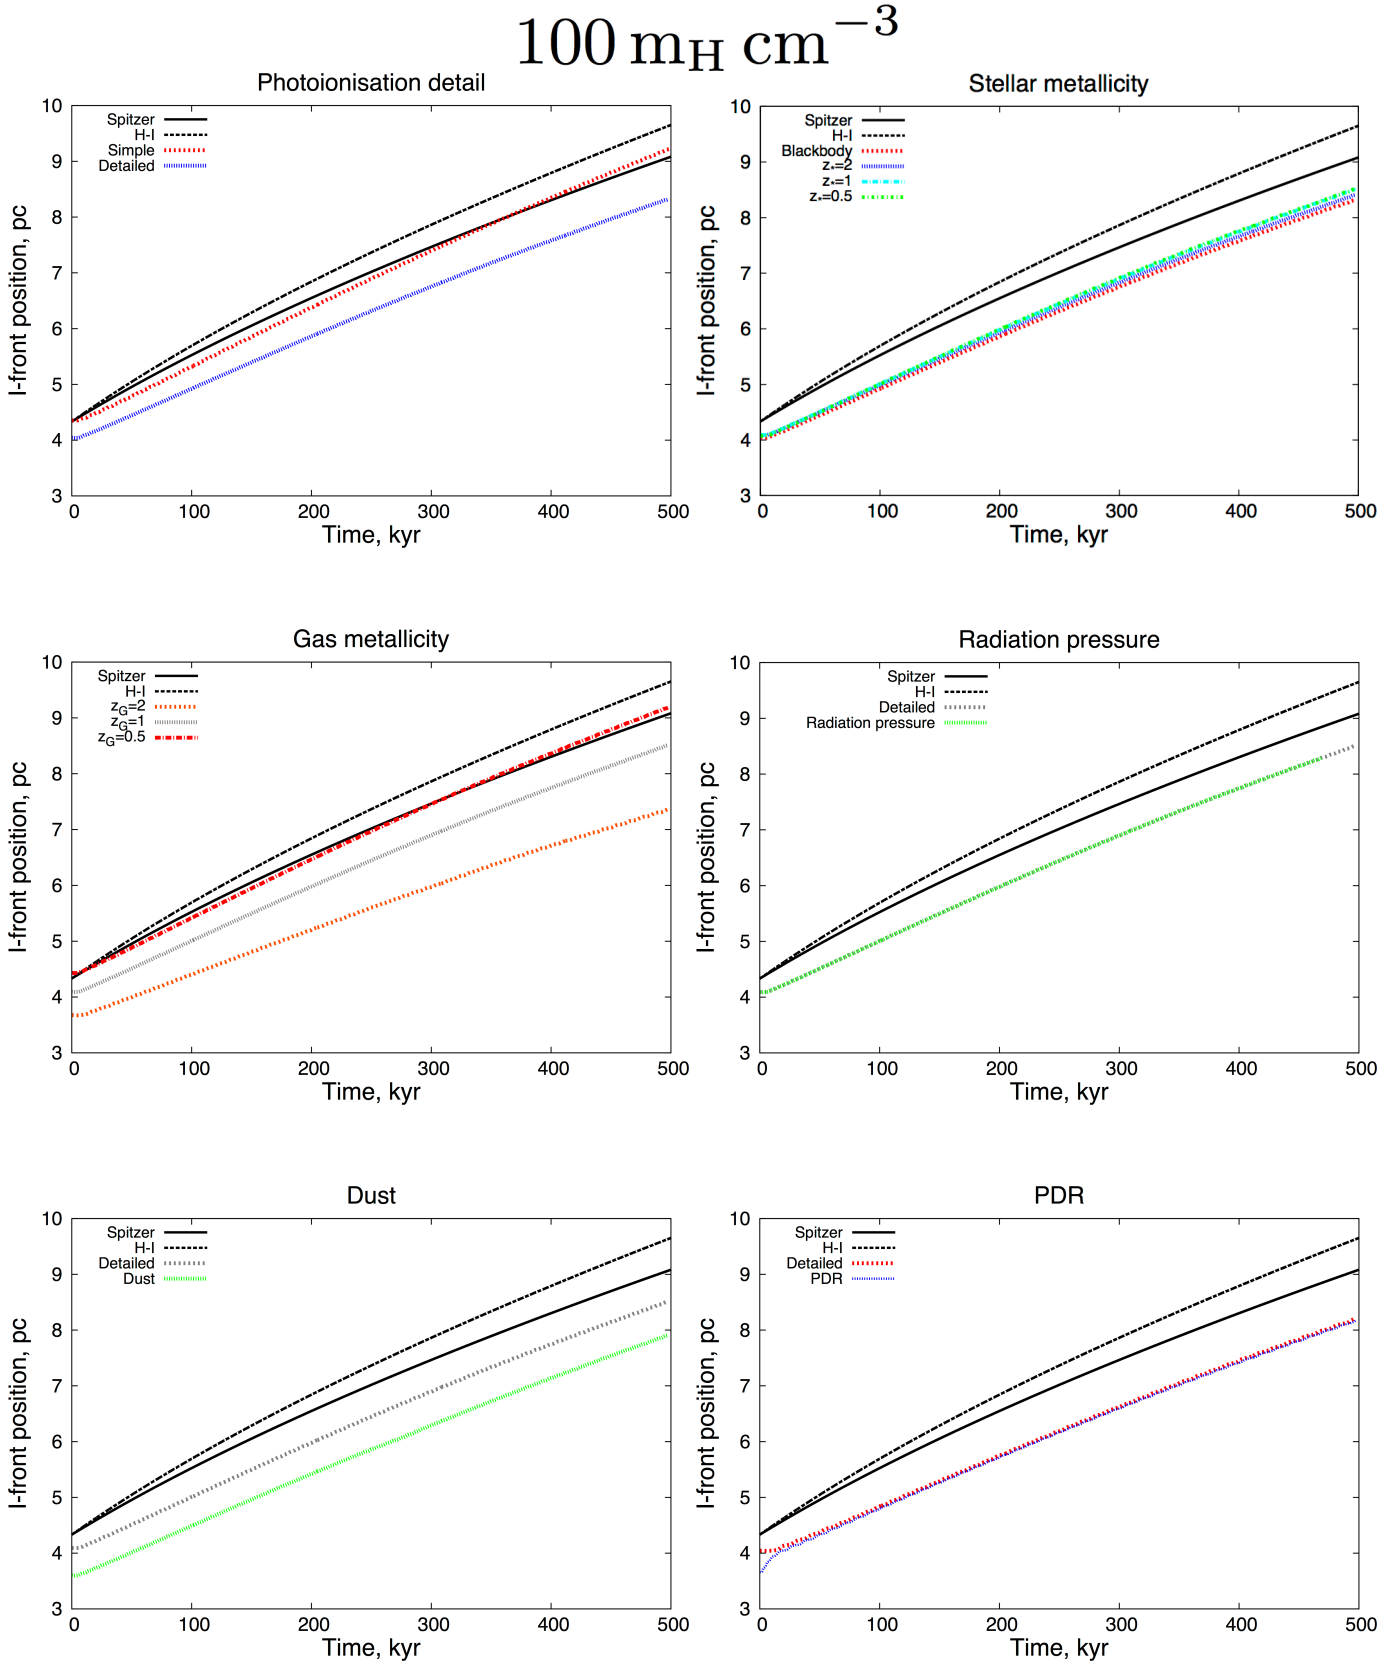 100 m_H cm^−3
Photoionisation detail
Spitzer
H-I
Simple
Detailed
I-front position, pc
10
9
8
7
6
5
4
3
0 100 200 300 400 500
Time, kyr
Stellar metallicity
Spitzer
H-I
Blackbody
z*=2
z*=1
z*=0.5
I-front position, pc
10
9
8
7
6
5
4
3
0 100 200 300 400 500
Time, kyr
Gas metallicity
Spitzer
H-I
z_G=2
z_G=1
z_G=0.5
I-front position, pc
10
9
8
7
6
5
4
3
0 100 200 300 400 500
Time, kyr
Radiation pressure
Spitzer
H-I
Detailed
Radiation pressure
I-front position, pc
10
9
8
7
6
5
4
3
0 100 200 300 400 500
Time, kyr
Dust
Spitzer
H-I
Detailed
Dust
I-front position, pc
10
9
8
7
6
5
4
3
0 100 200 300 400 500
Time, kyr
PDR
Spitzer
H-I
Detailed
PDR
I-front position, pc
10
9
8
7
6
5
4
3
0 100 200 300 400 500
Time, kyr